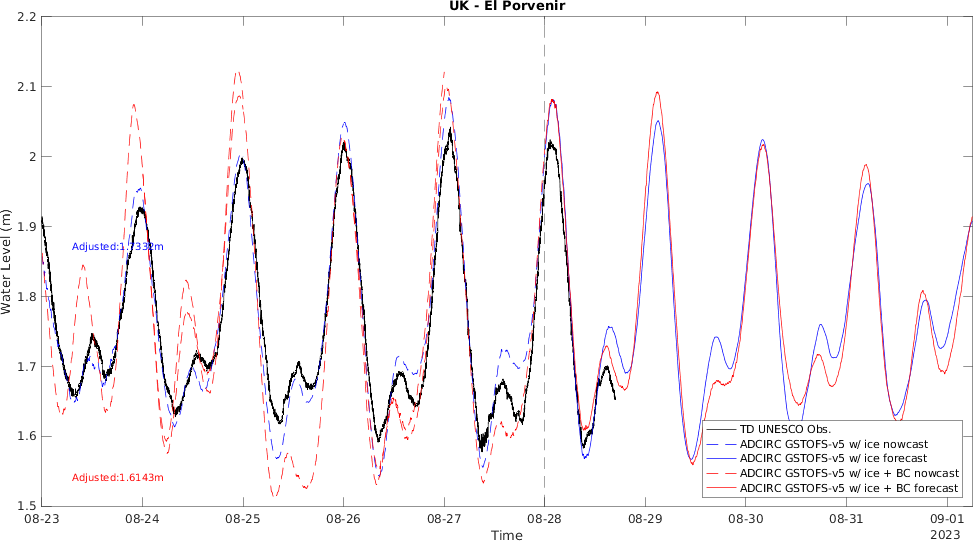 UK - El Porvenir
2.2
2.1
2
1.9
1.8
1.7
1.6
1.5
Water Level (m)
Adjusted:1.7332m
Adjusted:1.6143m
TD UNESCO Obs.
ADCIRC GSTOFS-v5 w/ ice nowcast
ADCIRC GSTOFS-v5 w/ ice forecast
ADCIRC GSTOFS-v5 w/ ice + BC nowcast
ADCIRC GSTOFS-v5 w/ ice + BC forecast
08-23 08-24 08-25 08-26 08-27 08-28 08-29 08-30 08-31 09-01
2023
Time